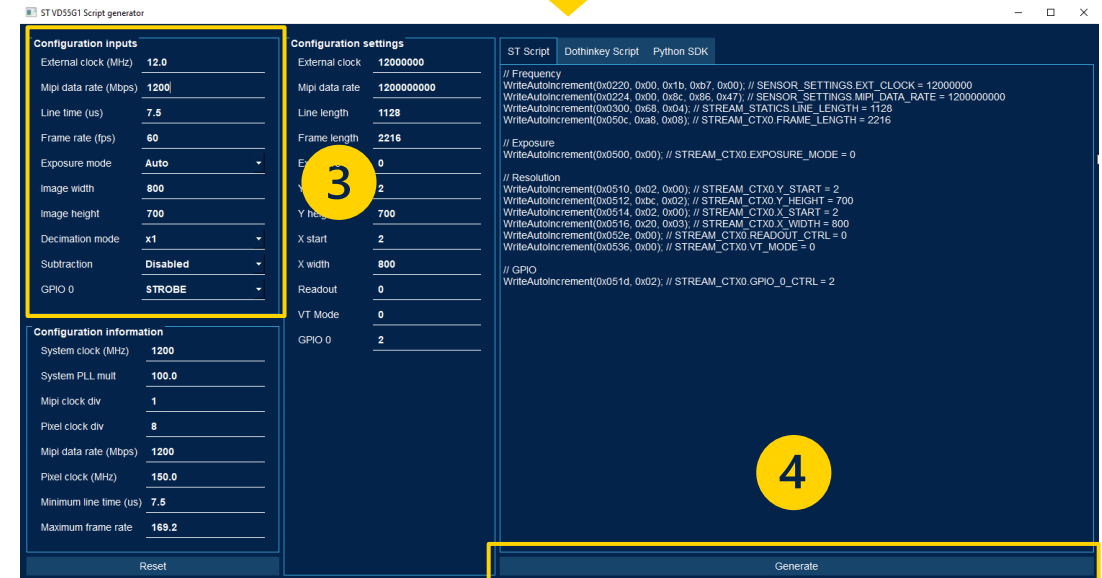 ST VD55G1 Script generator
Configuration inputs
External clock (MHz) 12.0
Mipi data rate (Mbps) 1200
Line time (us) 7.5
Frame rate (fps) 60
Exposure mode Auto
Image width 800
Image height 700
Decimation mode x1
Subtraction Disabled
GPIO 0 STROBE
Configuration information
System clock (MHz) 1200
System PLL mult 100.0
Mipi clock div 1
Pixel clock div 8
Mipi data rate (Mbps) 1200
Pixel clock (MHz) 150.0
Minimum line time (us) 7.5
Maximum frame rate 169.2
Reset
Configuration settings
External clock 12000000
Mipi data rate 1200000000
Line length 1128
Frame length 2216
0
3
2
700
X start 2
X width 800
Readout 0
VT Mode 0
GPIO 0 2
ST Script Dothinkey Script Python SDK
// Frequency
WriteAutoIncrement(0x0220, 0x00, 0x1b, 0xb7, 0x00); // SENSOR_SETTINGS.EXT_CLOCK = 12000000
WriteAutoIncrement(0x0224, 0x00, 0x8c, 0x86, 0x47); // SENSOR_SETTINGS.MIPI_DATA_RATE = 1200000000
WriteAutoIncrement(0x0300, 0x68, 0x04); // STREAM_STATICS.LINE_LENGTH = 1128
WriteAutoIncrement(0x050c, 0xa8, 0x08); // STREAM_CTX0.FRAME_LENGTH = 2216
// Exposure
WriteAutoIncrement(0x0500, 0x00); // STREAM_CTX0.EXPOSURE_MODE = 0
// Resolution
WriteAutoIncrement(0x0510, 0x02, 0x00); // STREAM_CTX0.Y_START = 2
WriteAutoIncrement(0x0512, 0xbc, 0x02); // STREAM_CTX0.Y_HEIGHT = 700
WriteAutoIncrement(0x0514, 0x02, 0x00); // STREAM_CTX0.X_START = 2
WriteAutoIncrement(0x0516, 0x20, 0x03); // STREAM_CTX0.X_WIDTH = 800
WriteAutoIncrement(0x052e, 0x00); // STREAM_CTX0.READOUT_CTRL = 0
WriteAutoIncrement(0x0536, 0x00); // STREAM_CTX0.VT_MODE = 0
// GPIO
WriteAutoIncrement(0x051d, 0x02); // STREAM_CTX0.GPIO_0_CTRL = 2
4
Generate